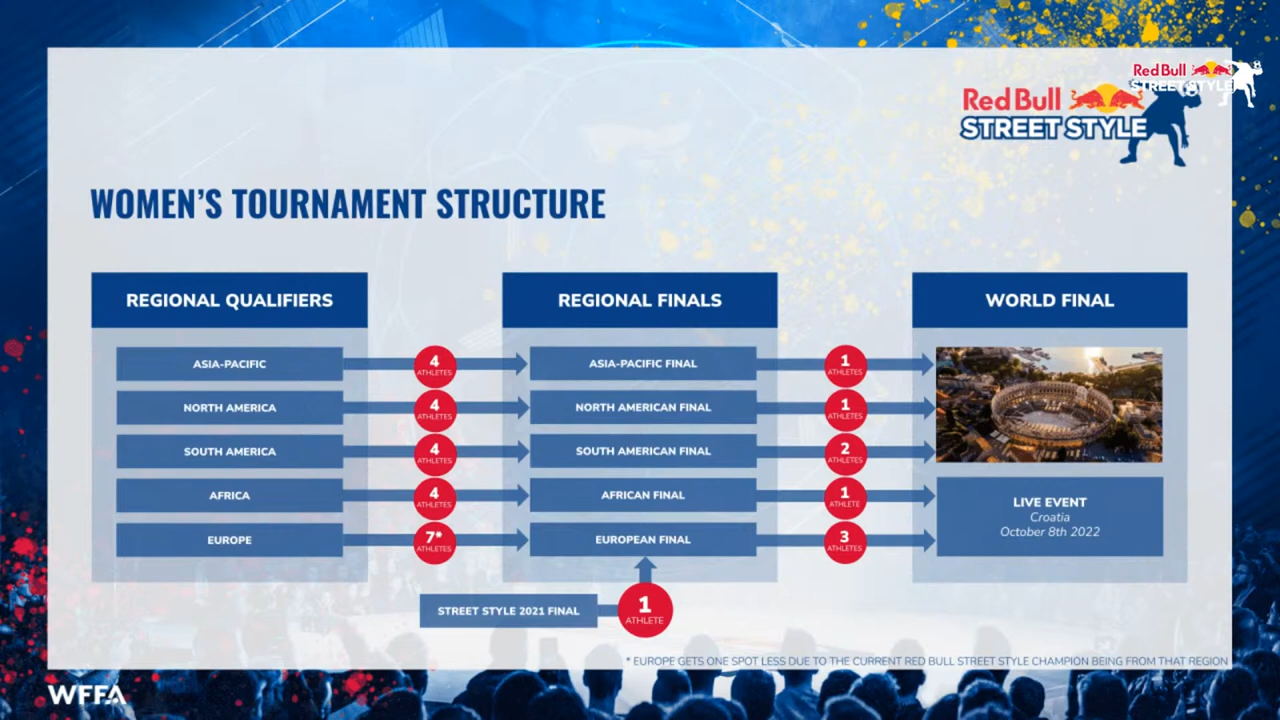 Red Bull
STREET STYLE
Red Bull
STREET STYLE
WOMEN'S TOURNAMENT STRUCTURE
REGIONAL QUALIFIERS
ASIA-PACIFIC
NORTH AMERICA
SOUTH AMERICA
AFRICA
EUROPE
4
ATHLETES
4
ATHLETES
4
ATHLETES
4
ATHLETES
7*
ATHLETES
REGIONAL FINALS
ASIA-PACIFIC FINAL
NORTH AMERICAN FINAL
SOUTH AMERICAN FINAL
AFRICAN FINAL
EUROPEAN FINAL
1
ATHLETES
1
ATHLETES
2
ATHLETES
1
ATHLETE
3
ATHLETES
WORLD FINAL
LIVE EVENT
Croatia
October 8th 2022
STREET STYLE 2021 FINAL
1
ATHLETE
* EUROPE GETS ONE SPOT LESS DUE TO THE CURRENT RED BULL STREET STYLE CHAMPION BEING FROM THAT REGION
WFFA